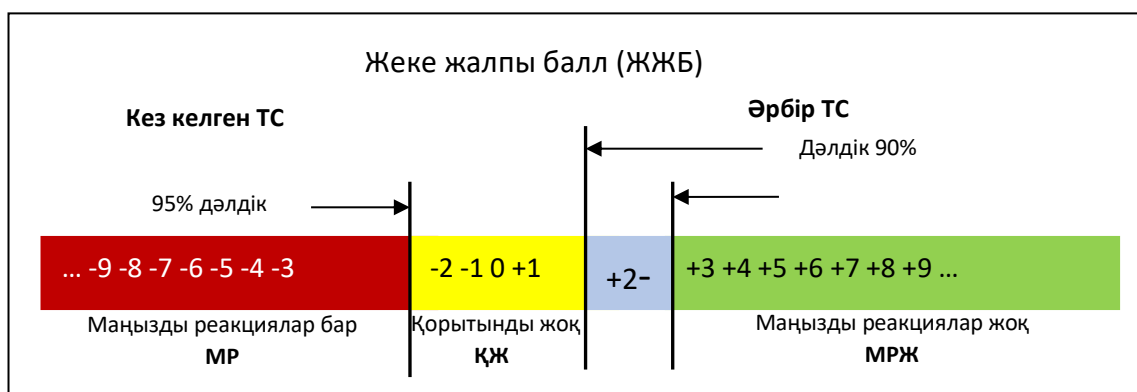 Жеке жалпы балл (ЖЖБ)
Кез келген ТС
Әрбір ТС
Дәлдік 90%
95% дәлдік
... -9 -8 -7 -6 -5 -4 -3
-2 -1 0 +1
+2-
+3 +4 +5 +6 +7 +8 +9 ...
Маңызды реакциялар бар
МР
Қорытынды жоқ
ҚЖ
Маңызды реакциялар жоқ
МРЖ